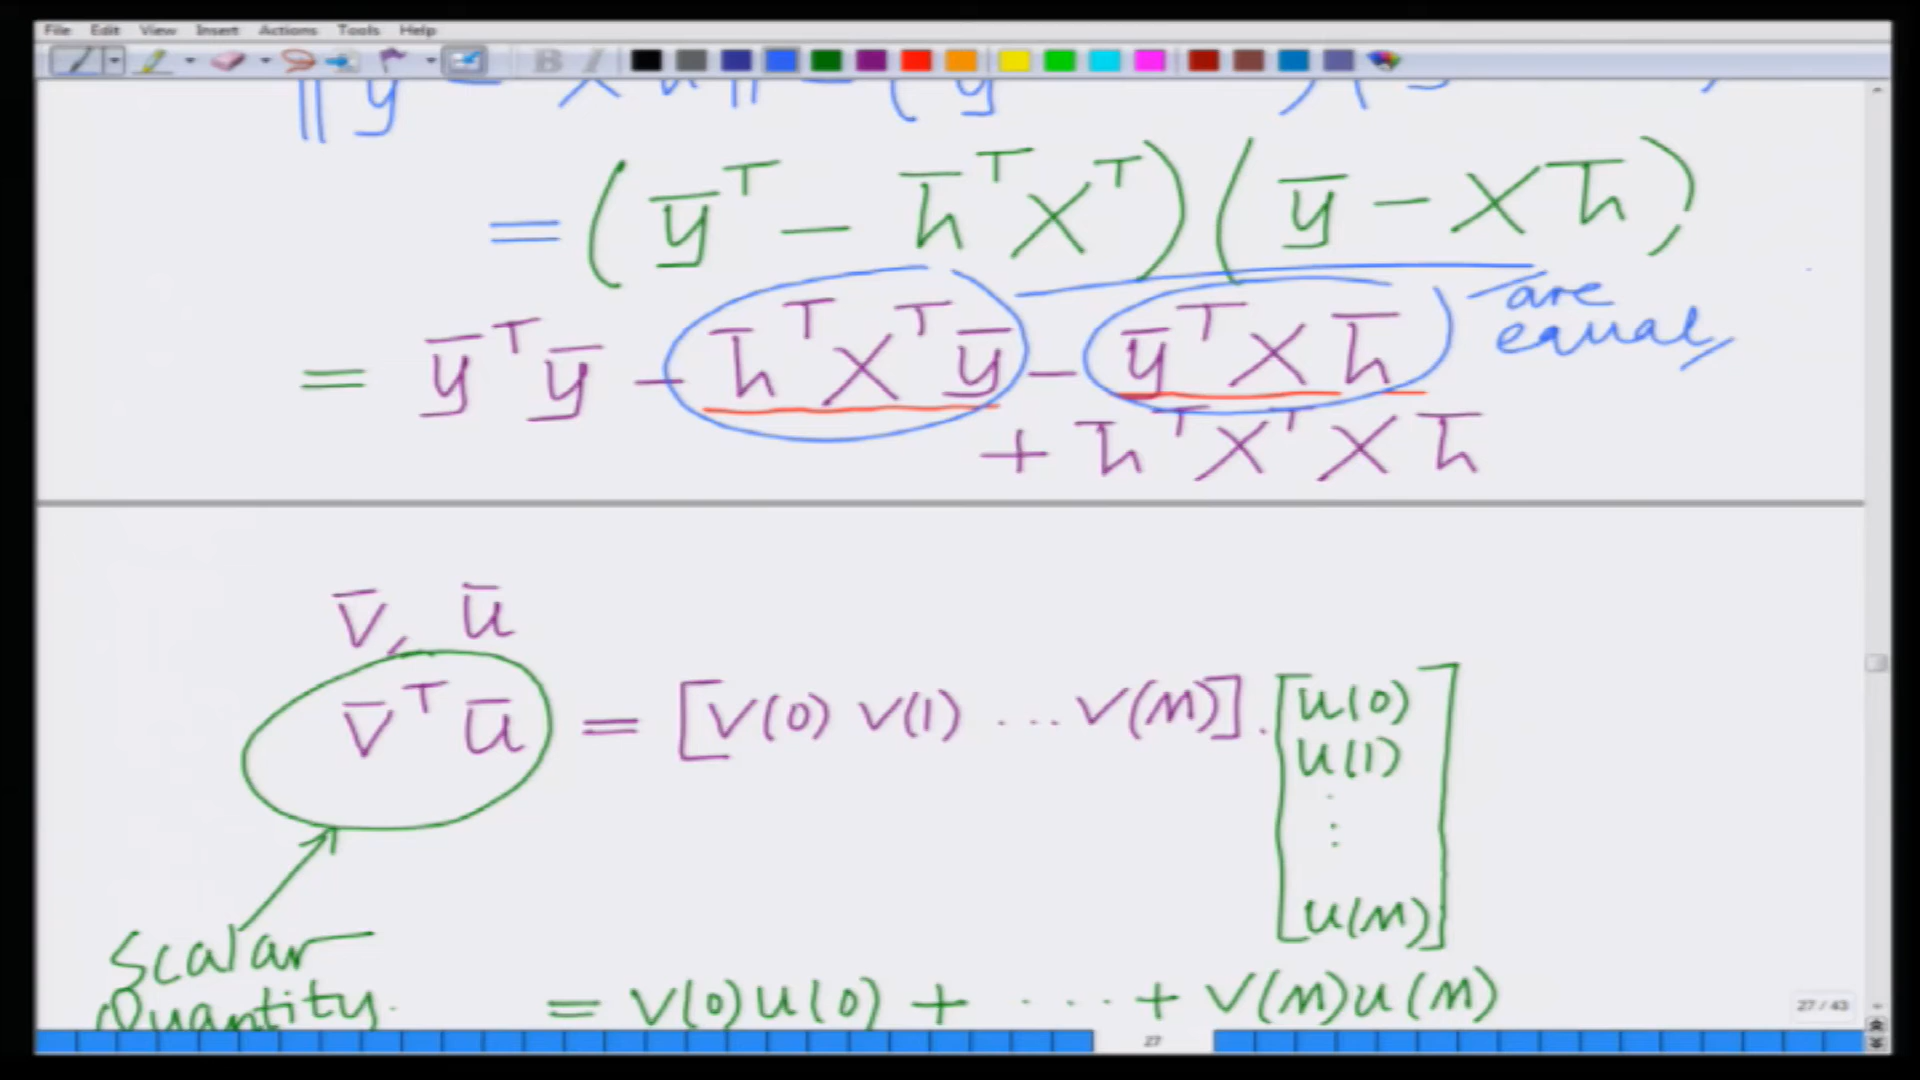 File Edit View Insert Actions Tools Help
B I
= (ȳᵀ − h̄ᵀXᵀ)(ȳ − Xh̄)
= ȳᵀȳ − h̄ᵀXᵀȳ − ȳᵀXh̄ are equal
+ h̄ᵀXᵀXh̄
v̄, ū
v̄ᵀū = [v(0) v(1) ... v(M)] . [u(0)
u(1)
⋮
u(M)]
Scalar
Quantity. = v(0)u(0) + ... + v(M)u(M)
27 / 43
27